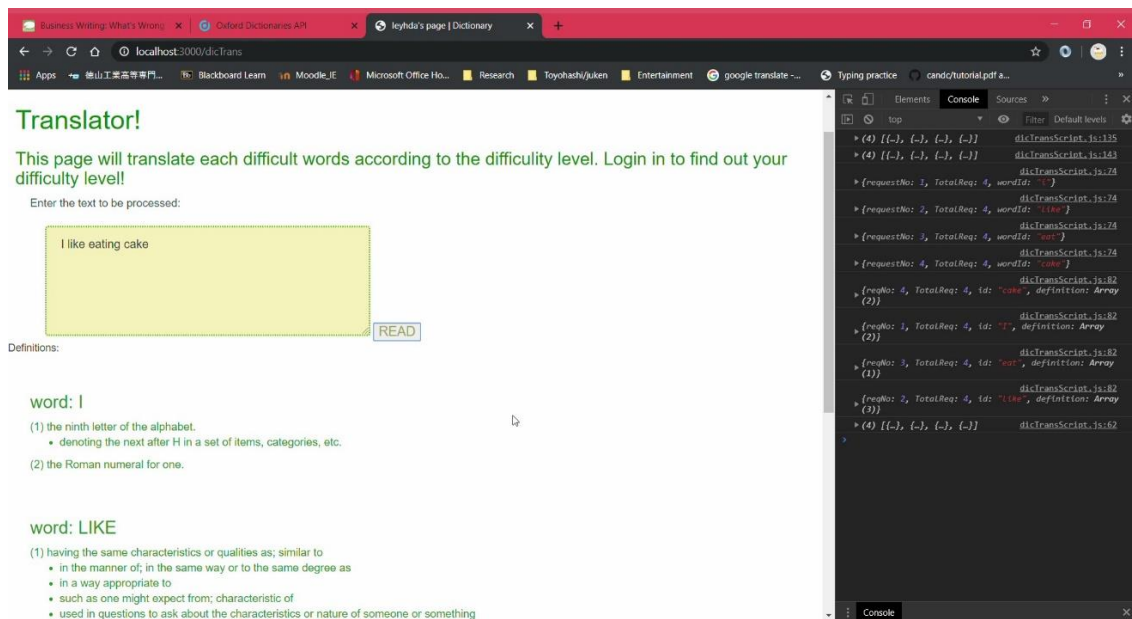 Business Writing: What's Wrong
Oxford Dictionaries API
leyhda's page | Dictionary
localhost:3000/dicTrans
Apps
徳山工業高等専門...
Blackboard Learn
Moodle_IE
Microsoft Office Ho...
Research
Toyohashi/juken
Entertainment
google translate -...
Typing practice
candc/tutorial.pdf a...
»
Translator!
This page will translate each difficult words according to the difficulity level. Login in to find out your
difficulty level!
Enter the text to be processed:
I like eating cake
READ
Definitions:
word: I
(1) the ninth letter of the alphabet.
• denoting the next after H in a set of items, categories, etc.
(2) the Roman numeral for one.
word: LIKE
(1) having the same characteristics or qualities as; similar to
• in the manner of; in the same way or to the same degree as
• in a way appropriate to
• such as one might expect from; characteristic of
• used in questions to ask about the characteristics or nature of someone or something
Elements Console Sources »
top Filter Default levels
(4) [{…}, {…}, {…}, {…}] dicTransScript.js:135
(4) [{…}, {…}, {…}, {…}] dicTransScript.js:143
dicTransScript.js:74
{requestNo: 1, TotalReq: 4, wordId: "i"}
dicTransScript.js:74
{requestNo: 2, TotalReq: 4, wordId: "like"}
dicTransScript.js:74
{requestNo: 3, TotalReq: 4, wordId: "eat"}
dicTransScript.js:74
{requestNo: 4, TotalReq: 4, wordId: "cake"}
dicTransScript.js:82
{reqNo: 4, TotalReq: 4, id: "cake", definition: Array
(2)}
dicTransScript.js:82
{reqNo: 1, TotalReq: 4, id: "I", definition: Array
(2)}
dicTransScript.js:82
{reqNo: 3, TotalReq: 4, id: "eat", definition: Array
(1)}
dicTransScript.js:82
{reqNo: 2, TotalReq: 4, id: "like", definition: Array
(3)}
(4) [{…}, {…}, {…}, {…}] dicTransScript.js:62
Console